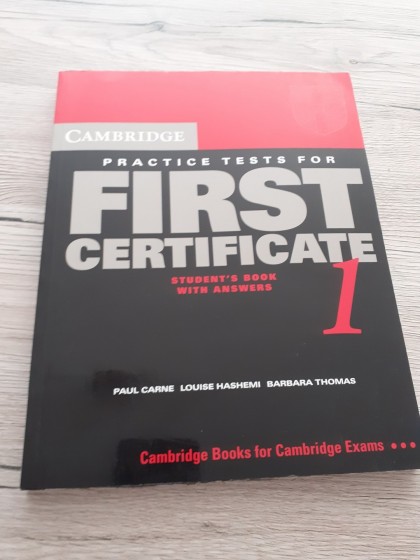 CAMBRIDGE
PRACTICE TESTS FOR
FIRST
CERTIFICATE
STUDENT'S BOOK
WITH ANSWERS
1
PAUL CARNE LOUISE HASHEMI BARBARA THOMAS
Cambridge Books for Cambridge Exams •••